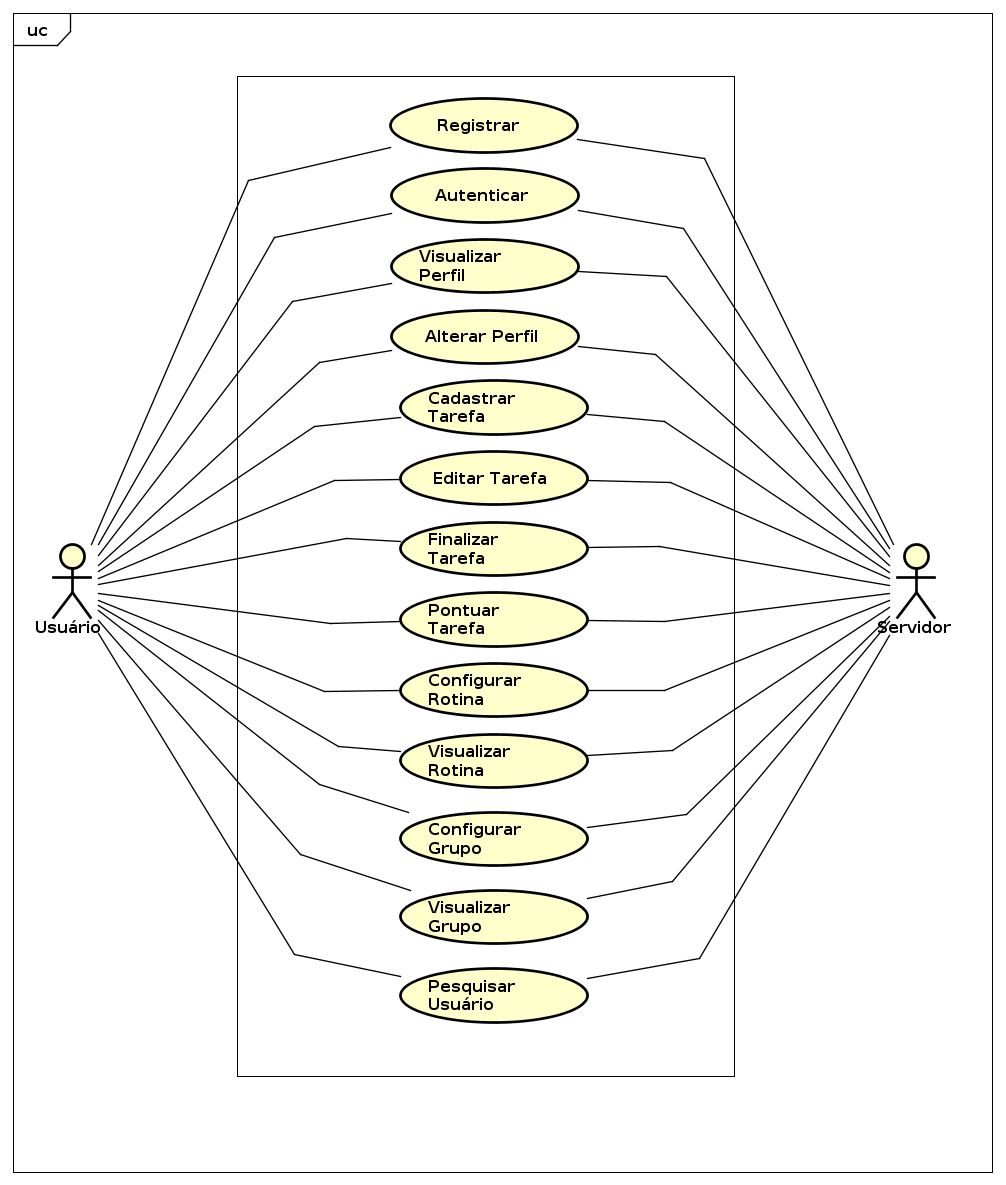 uc
Registrar
Autenticar
Visualizar
Perfil
Alterar Perfil
Cadastrar
Tarefa
Editar Tarefa
Finalizar
Tarefa
Pontuar
Tarefa
Usuário
Servidor
Configurar
Rotina
Visualizar
Rotina
Configurar
Grupo
Visualizar
Grupo
Pesquisar
Usuário